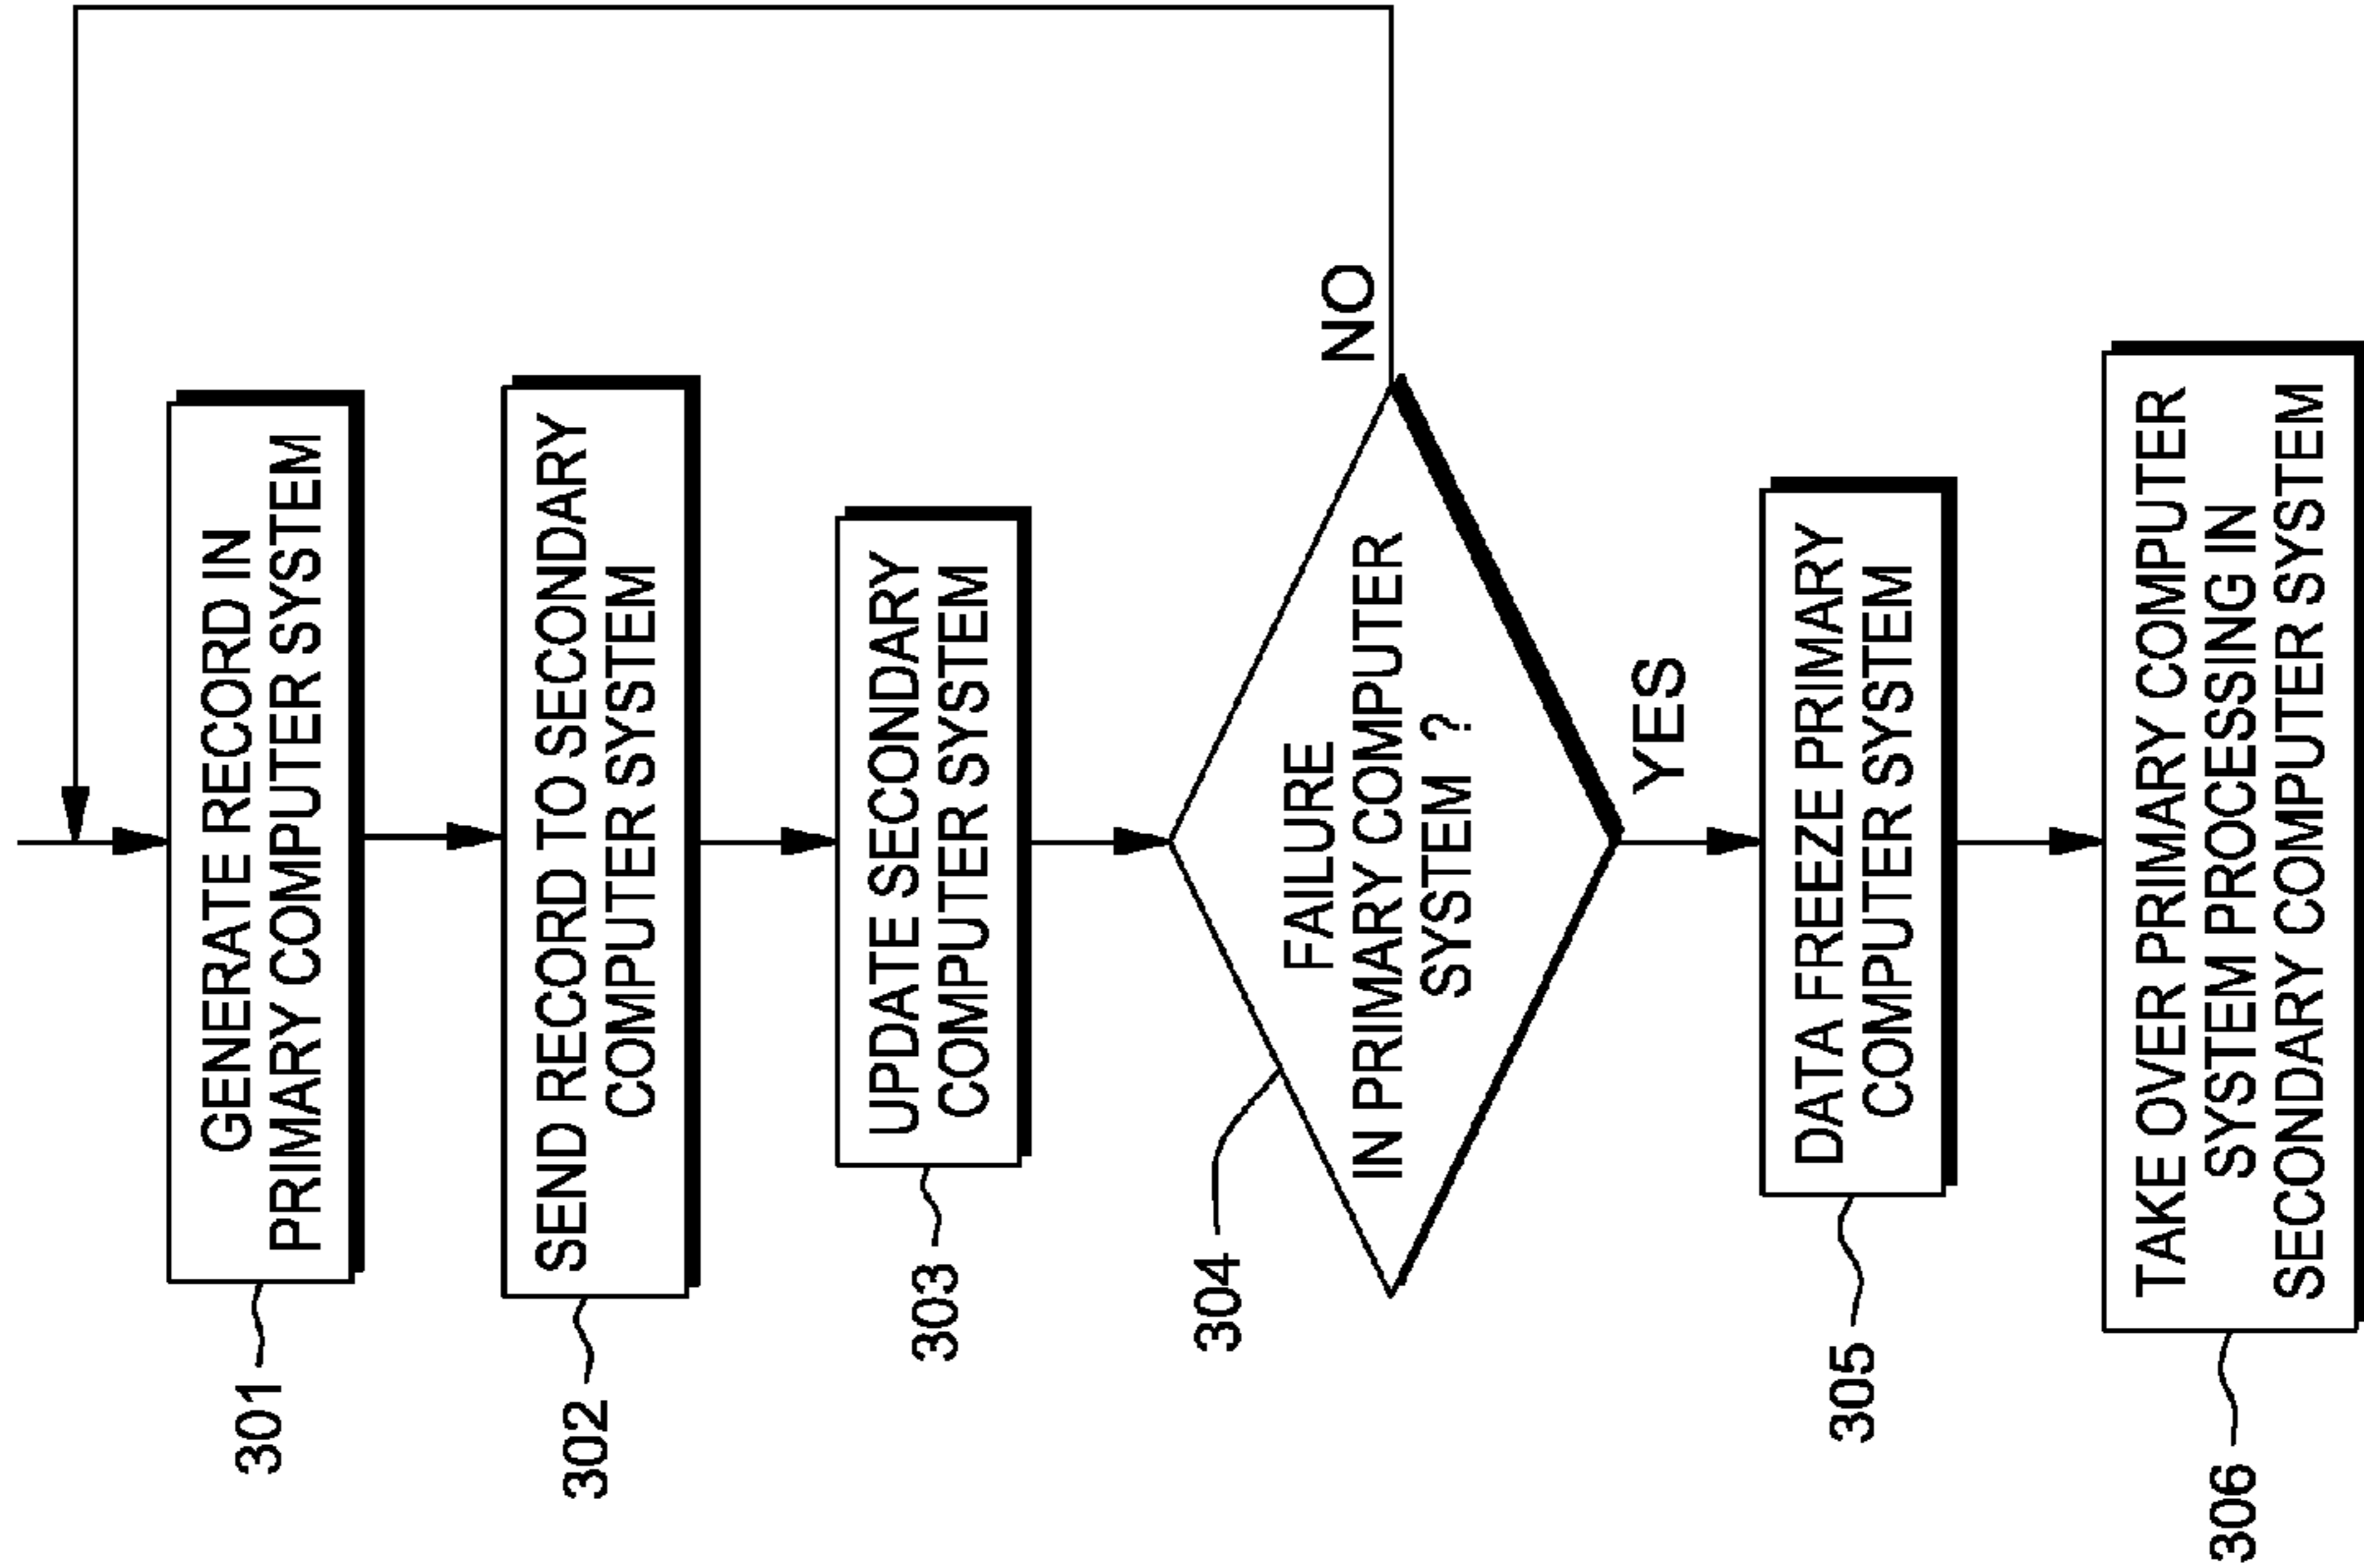 301
GENERATE RECORD IN
PRIMARY COMPUTER SYSTEM
302
SEND RECORD TO SECONDARY
COMPUTER SYSTEM
303
UPDATE SECONDARY
COMPUTER SYSTEM
304
FAILURE
IN PRIMARY COMPUTER
SYSTEM ?
NO
YES
305
DATA FREEZE PRIMARY
COMPUTER SYSTEM
306
TAKE OVER PRIMARY COMPUTER
SYSTEM PROCESSING IN
SECONDARY COMPUTER SYSTEM